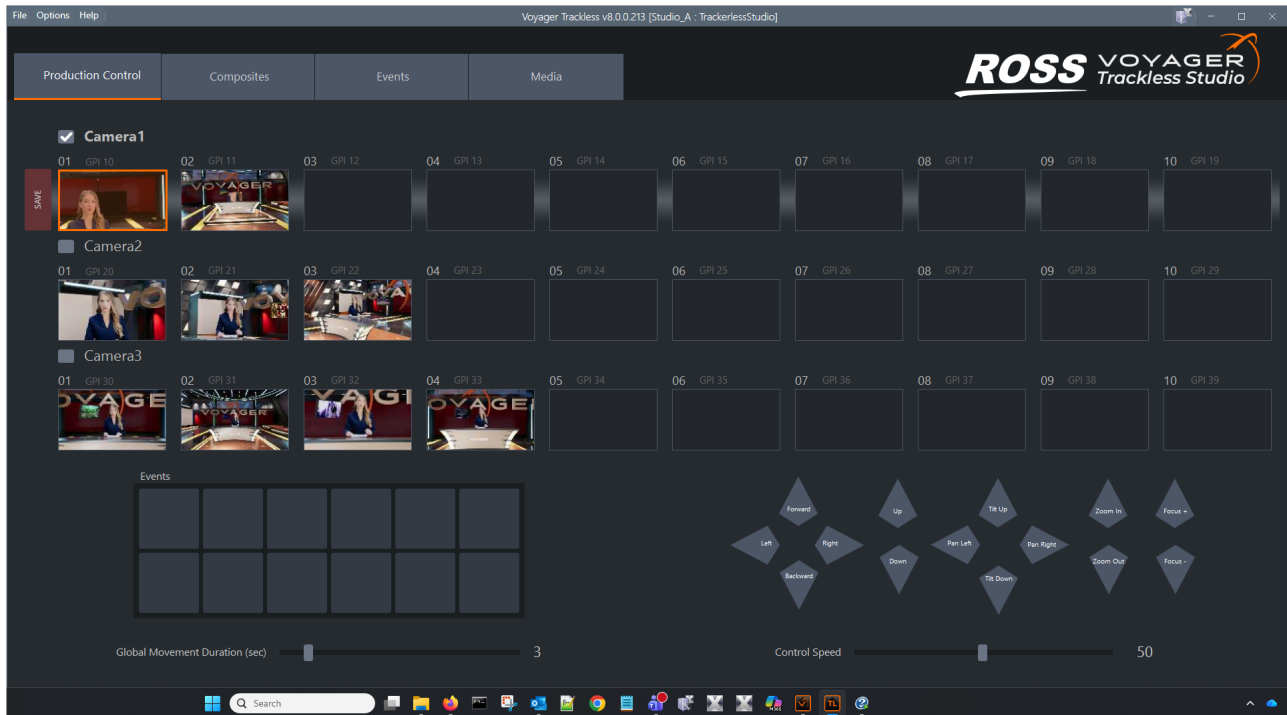 File Options Help
Voyager Trackless v8.0.0.213 [Studio_A : TrackerlessStudio]
Production Control
Composites
Events
Media
ROSS VOYAGER
Trackless Studio
Camera1
01 GPI 10 02 GPI 11 03 GPI 12 04 GPI 13 05 GPI 14 06 GPI 15 07 GPI 16 08 GPI 17 09 GPI 18 10 GPI 19
SAVE
VOYAGER
Camera2
01 GPI 20 02 GPI 21 03 GPI 22 04 GPI 23 05 GPI 24 06 GPI 25 07 GPI 26 08 GPI 27 09 GPI 28 10 GPI 29
Camera3
01 GPI 30 02 GPI 31 03 GPI 32 04 GPI 33 05 GPI 34 06 GPI 35 07 GPI 36 08 GPI 37 09 GPI 38 10 GPI 39
OYAGE
VOYAGER
YAGI
OYAGE
Events
Forward
Left
Right
Backward
Up
Down
Tilt Up
Pan Left
Pan Right
Tilt Down
Zoom In
Zoom Out
Focus +
Focus -
Global Movement Duration (sec) 3
Control Speed 50
Search
TL